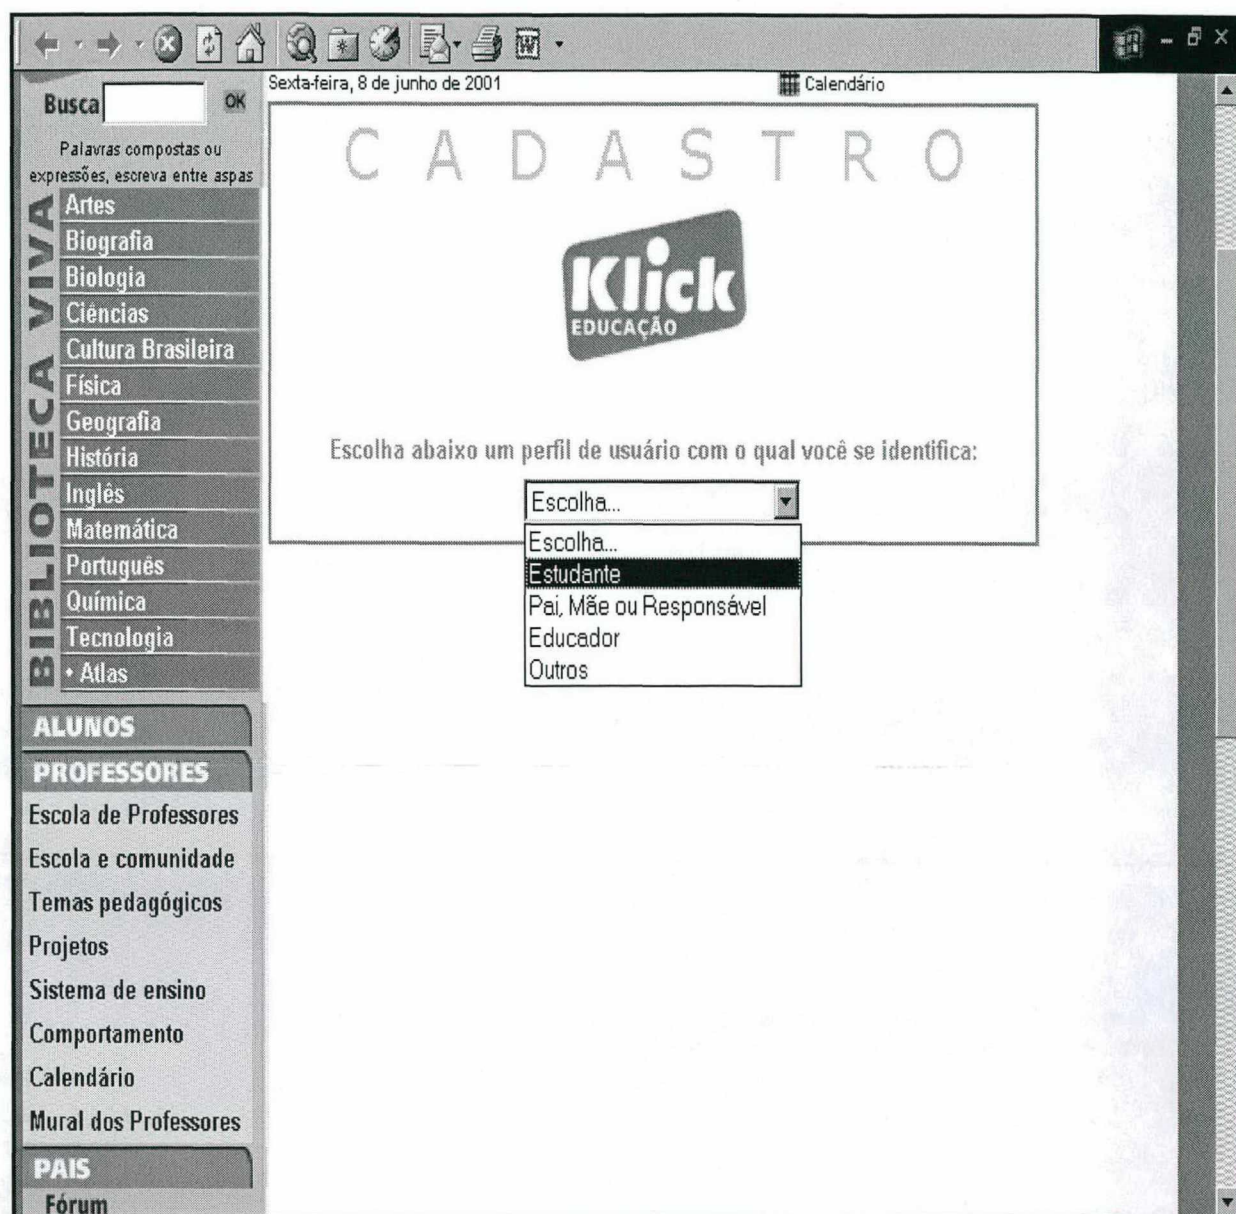 Sexta-feira, 8 de junho de 2001
Calendário
Busca
OK
Palavras compostas ou
expressões, escreva entre aspas
BIBLIOTECA VIVA
Artes
Biografia
Biologia
Ciências
Cultura Brasileira
Física
Geografia
História
Inglês
Matemática
Português
Química
Tecnologia
• Atlas
ALUNOS
PROFESSORES
Escola de Professores
Escola e comunidade
Temas pedagógicos
Projetos
Sistema de ensino
Comportamento
Calendário
Mural dos Professores
PAIS
Fórum
CADASTRO
Klick
EDUCAÇÃO
Escolha abaixo um perfil de usuário com o qual você se identifica:
Escolha...
Escolha...
Estudante
Pai, Mãe ou Responsável
Educador
Outros